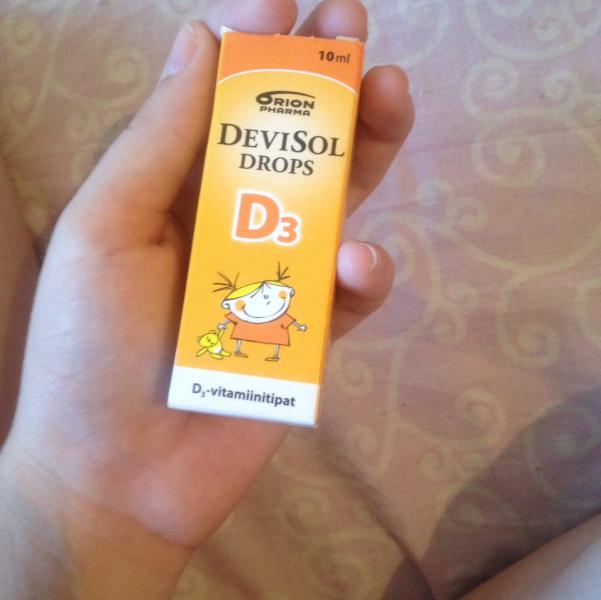 10ml
ORION
PHARMA
DEVISOL
DROPS
D₃
D₃-vitamiinitipat